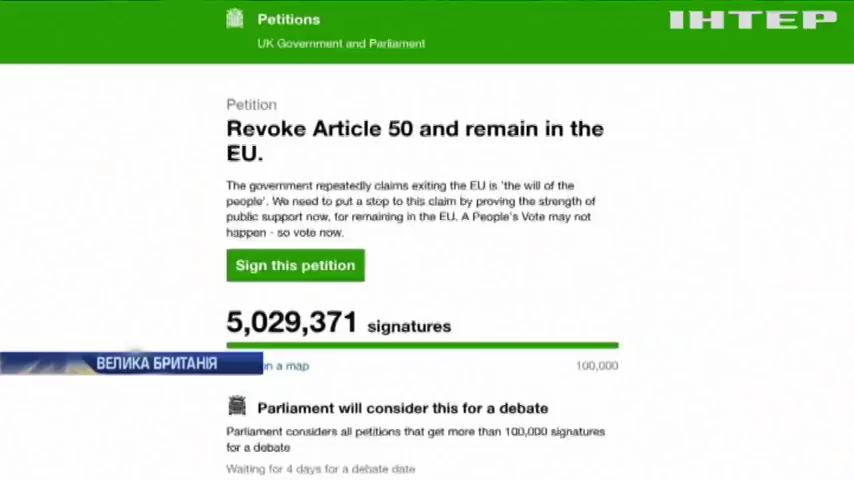 Petitions
ІНТЕР
UK Government and Parliament
Petition
Revoke Article 50 and remain in the
EU.
The government repeatedly claims exiting the EU is 'the will of the
people'. We need to put a stop to this claim by proving the strength of
public support now, for remaining in the EU. A People's Vote may not
happen - so vote now.
Sign this petition
5,029,371 signatures
ВЕЛИКА БРИТАНІЯ
on a map
100,000
Parliament will consider this for a debate
Parliament considers all petitions that get more than 100,000 signatures
for a debate
Waiting for 4 days for a debate date